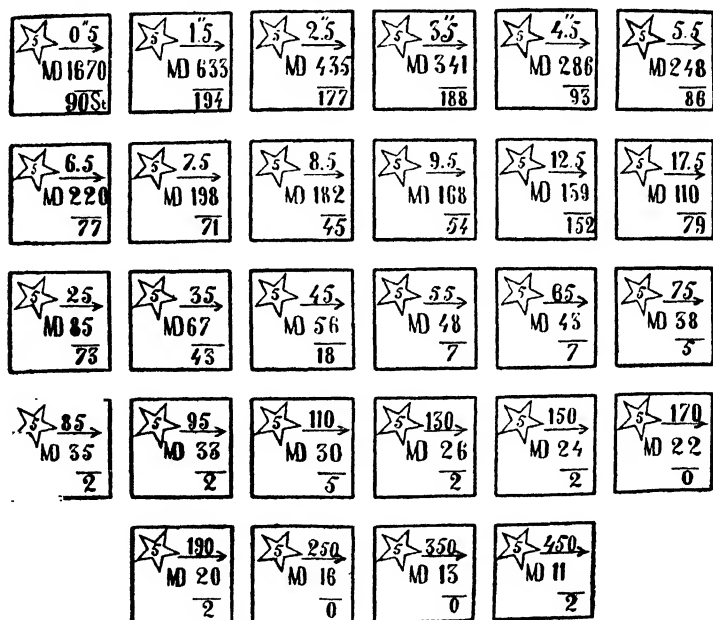 5 0"5
MD 1670
90 St
5 1"5
MD 633
194
5 2"5
MD 435
177
5 3"5
MD 341
188
5 4"5
MD 286
93
5 5.5
MD 248
86
5 6.5
MD 220
77
5 7.5
MD 198
71
5 8.5
MD 182
45
5 9.5
MD 168
54
5 12.5
MD 139
152
5 17.5
MD 110
79
5 25
MD 85
73
5 35
MD 67
43
5 45
MD 56
18
5 55
MD 48
7
5 65
MD 43
7
5 75
MD 38
5
5 85
MD 35
2
5 95
MD 33
2
5 110
MD 30
5
5 130
MD 26
2
5 150
MD 24
2
5 170
MD 22
0
5 190
MD 20
2
5 250
MD 16
0
5 350
MD 13
0
5 450
MD 11
2